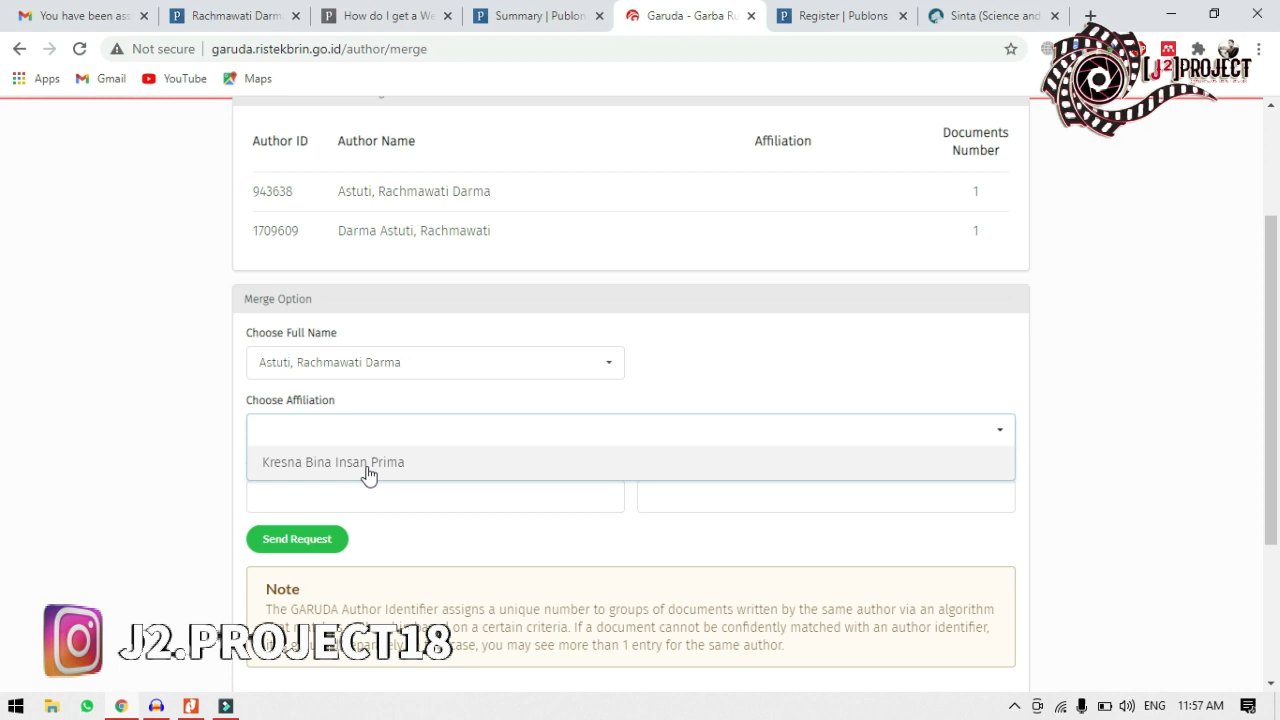 You have been ass
Rachmawati Darm
How do i get a We
Summary | Publon
Garuda - Garba Ru
Register | Publons
Sinta (Science and
Not secure
garuda.ristekbrin.go.id/author/merge
Apps
Gmail
YouTube
Maps
[J2]PROJECT
Author ID
Author Name
Affiliation
Documents
Number
943638
Astuti, Rachmawati Darma
1
1709609
Darma Astuti, Rachmawati
1
Merge Option
Choose Full Name
Astuti, Rachmawati Darma
Choose Affiliation
Kresna Bina Insan Prima
Send Request
Note
The GARUDA Author Identifier assigns a unique number to groups of documents written by the same author via an algorithm
on a certain criteria. If a document cannot be confidently matched with an author identifier,
case, you may see more than 1 entry for the same author.
J2.PROJECT18
ENG
11:57 AM